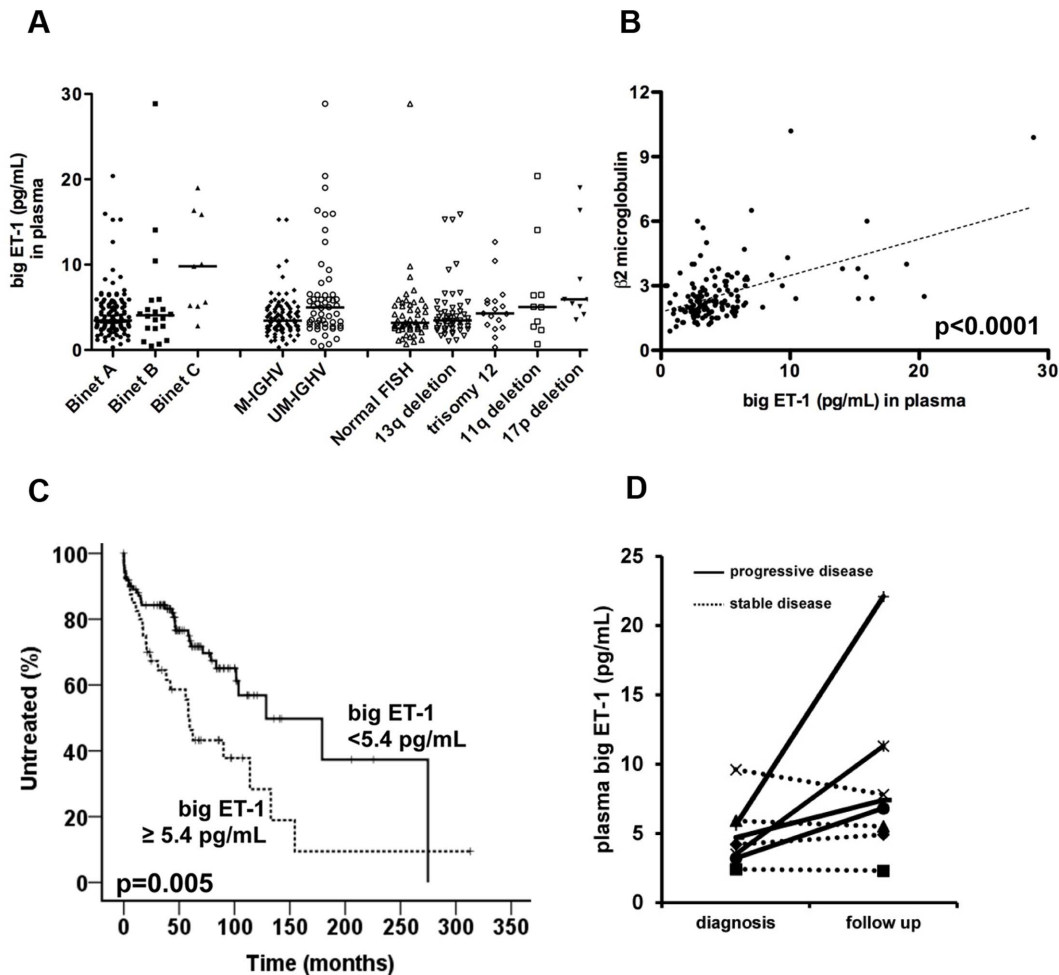 A
big ET-1 (pg/mL)
in plasma
30
20
10
0
Binet A
Binet B
Binet C
M-IGHV
UM-IGHV
Normal FISH
13q deletion
trisomy 12
11q deletion
17p deletion
B
β2 microglobulin
12
9
6
3
0
0
10
20
30
p<0.0001
big ET-1 (pg/mL) in plasma
C
Untreated (%)
100
80
60
40
20
0
big ET-1
<5.4 pg/mL
big ET-1
≥ 5.4 pg/mL
p=0.005
0
50
100
150
200
250
300
350
Time (months)
D
plasma big ET-1 (pg/mL)
25
20
15
10
5
0
progressive disease
stable disease
diagnosis
follow up